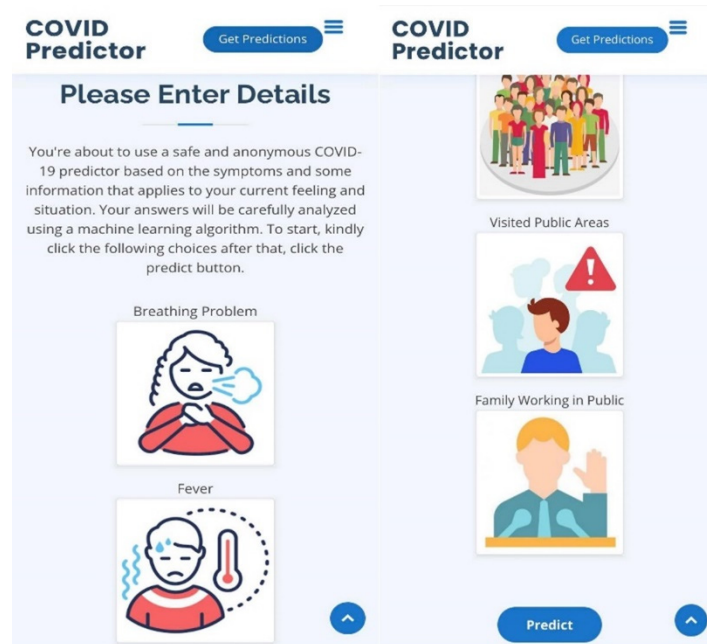 COVID
Predictor
Get Predictions
Please Enter Details
You're about to use a safe and anonymous COVID-
19 predictor based on the symptoms and some
information that applies to your current feeling and
situation. Your answers will be carefully analyzed
using a machine learning algorithm. To start, kindly
click the following choices after that, click the
predict button.
Breathing Problem
Fever
COVID
Predictor
Get Predictions
Visited Public Areas
Family Working in Public
Predict